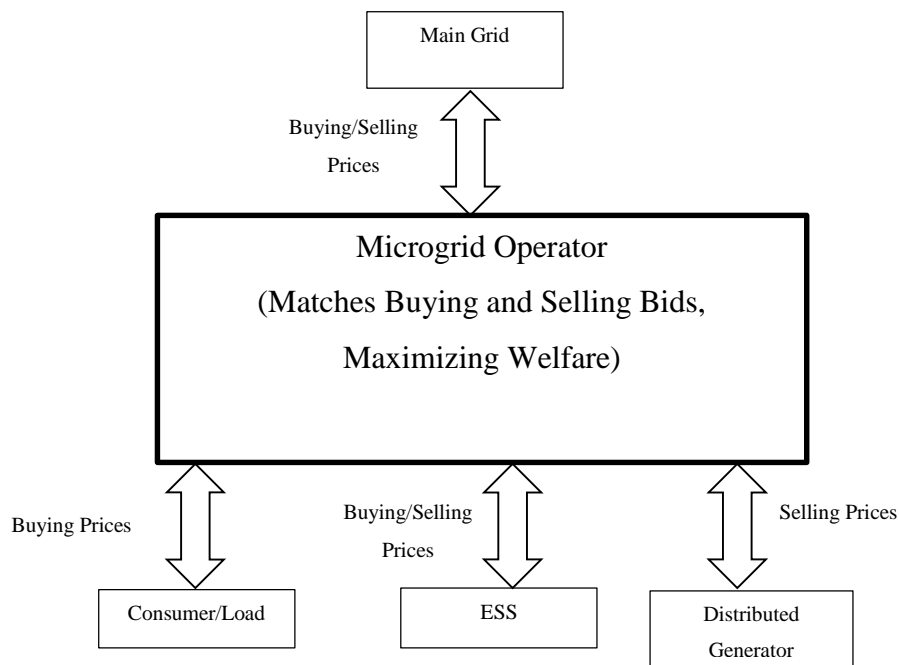 Main Grid
Buying/Selling
Prices
Microgrid Operator
(Matches Buying and Selling Bids,
Maximizing Welfare)
Buying Prices
Buying/Selling
Prices
Selling Prices
Consumer/Load
ESS
Distributed
Generator